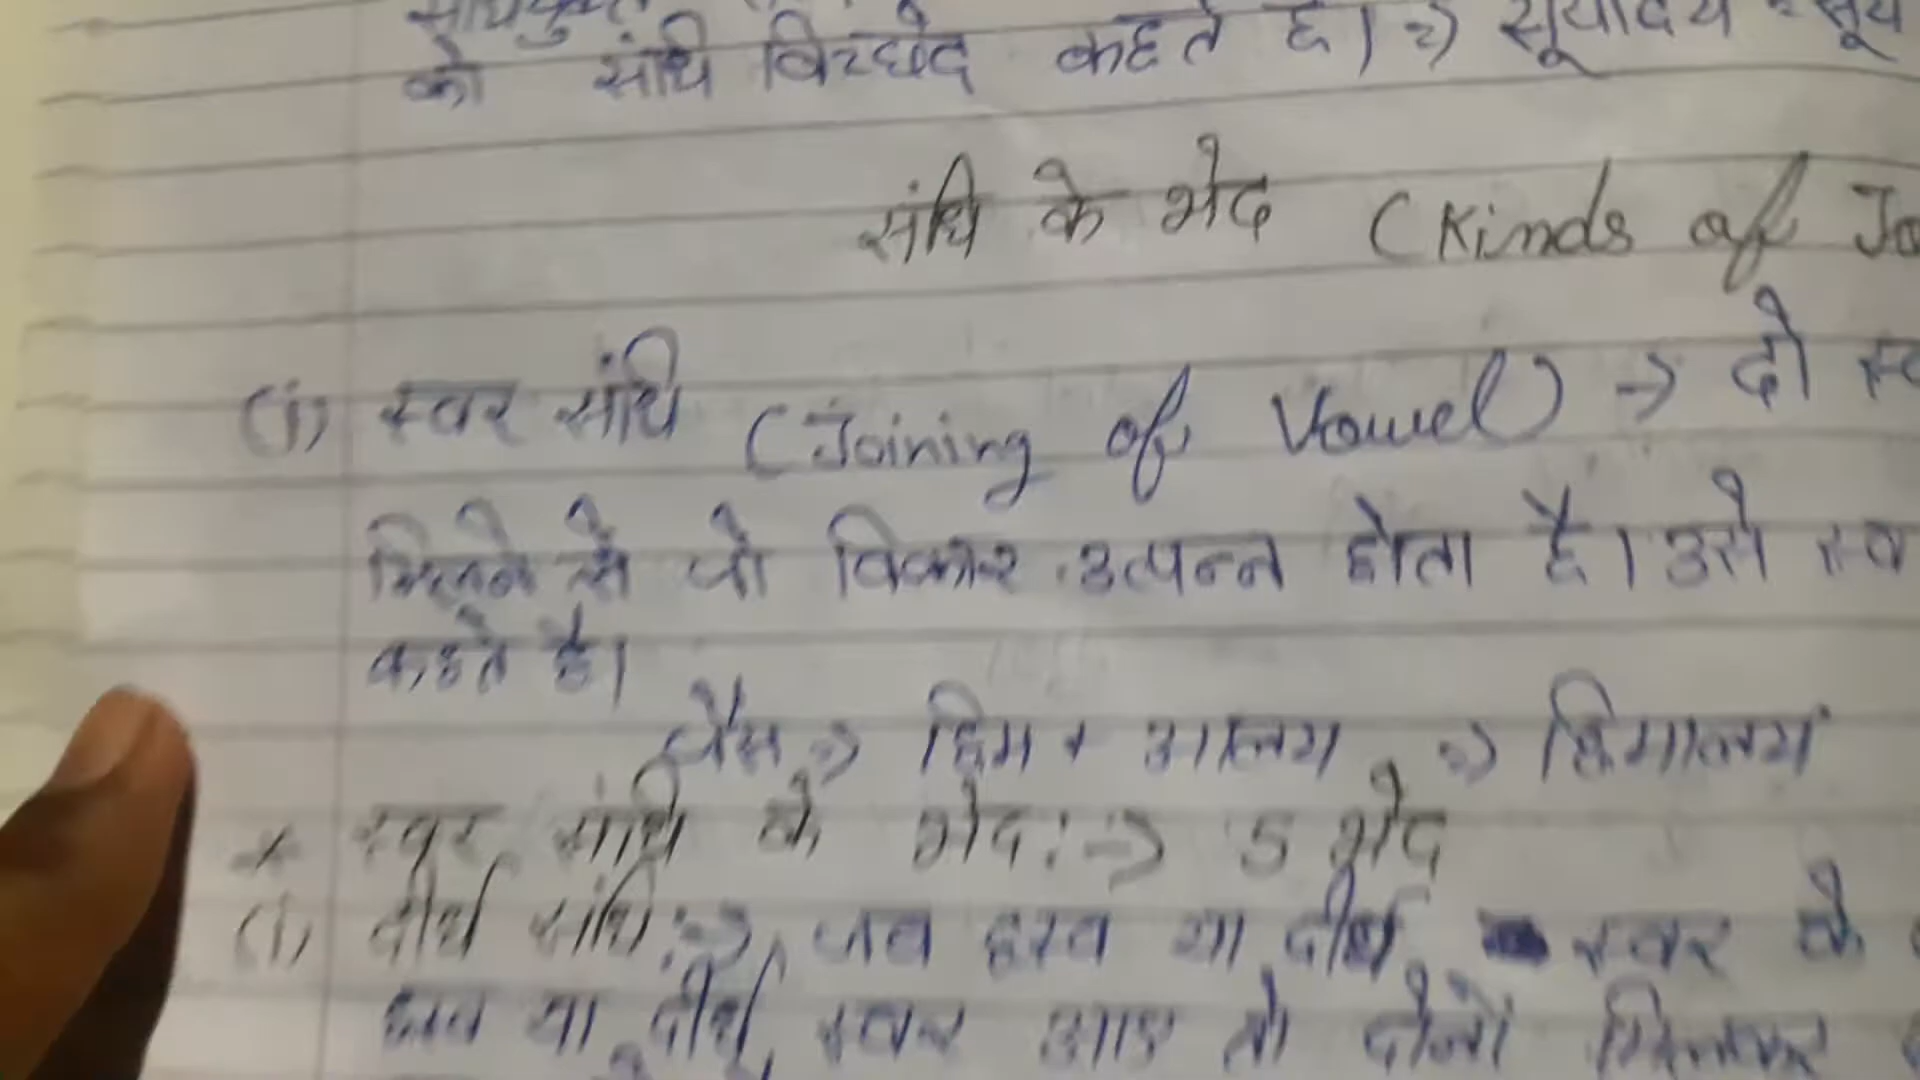 को संधि विच्छेद कहते है। => सूर्योदय = सूर्य
संधि के भेद (Kinds of Jo
(i) स्वर संधि (Joining of Vowel) -> दो स्व
मिलने से जो विकार उत्पन्न होता है। उसे स्व
कहते है।
जैसे => हिम + आलय => हिमालय
* स्वर संधि के भेद :-> 5 भेद
(i) दीर्घ संधि :=> जब ह्रस्व या दीर्घ स्वर के
या दीर्घ स्वर आए तो दोनों मिलकर